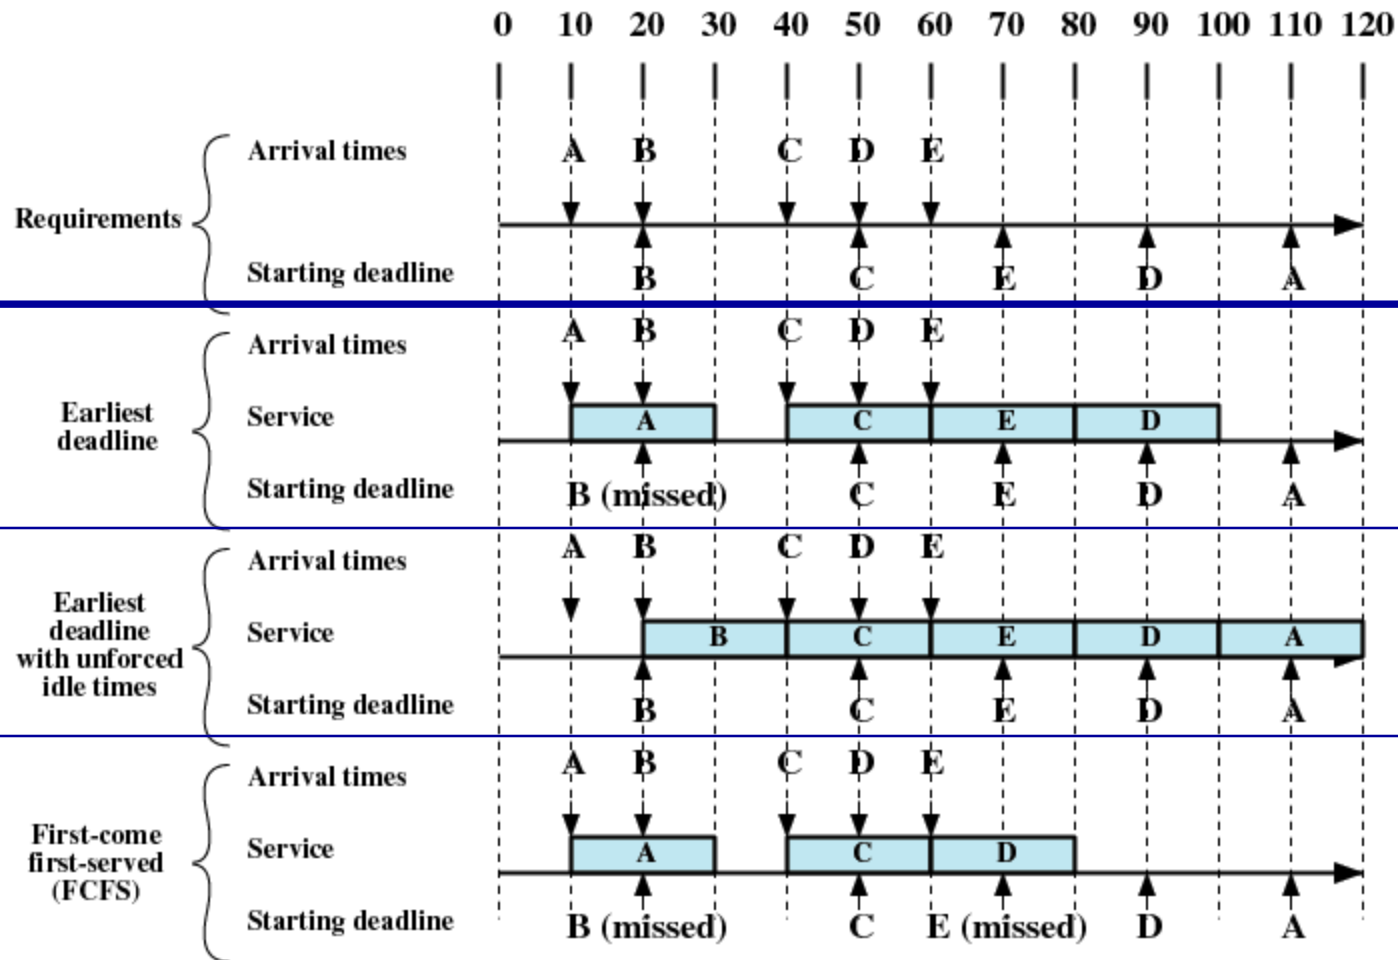 0 10 20 30 40 50 60 70 80 90 100 110 120
Arrival times A B C D E
Requirements
Starting deadline B C E D A
A B C D E
Arrival times
Earliest
deadline
Service A C E D
Starting deadline B (missed) C E D A
A B C D E
Arrival times
Earliest
deadline
with unforced
idle times
Service B C E D A
Starting deadline B C E D A
A B C D E
Arrival times
First-come
first-served
(FCFS)
Service A C D
Starting deadline B (missed) C E (missed) D A